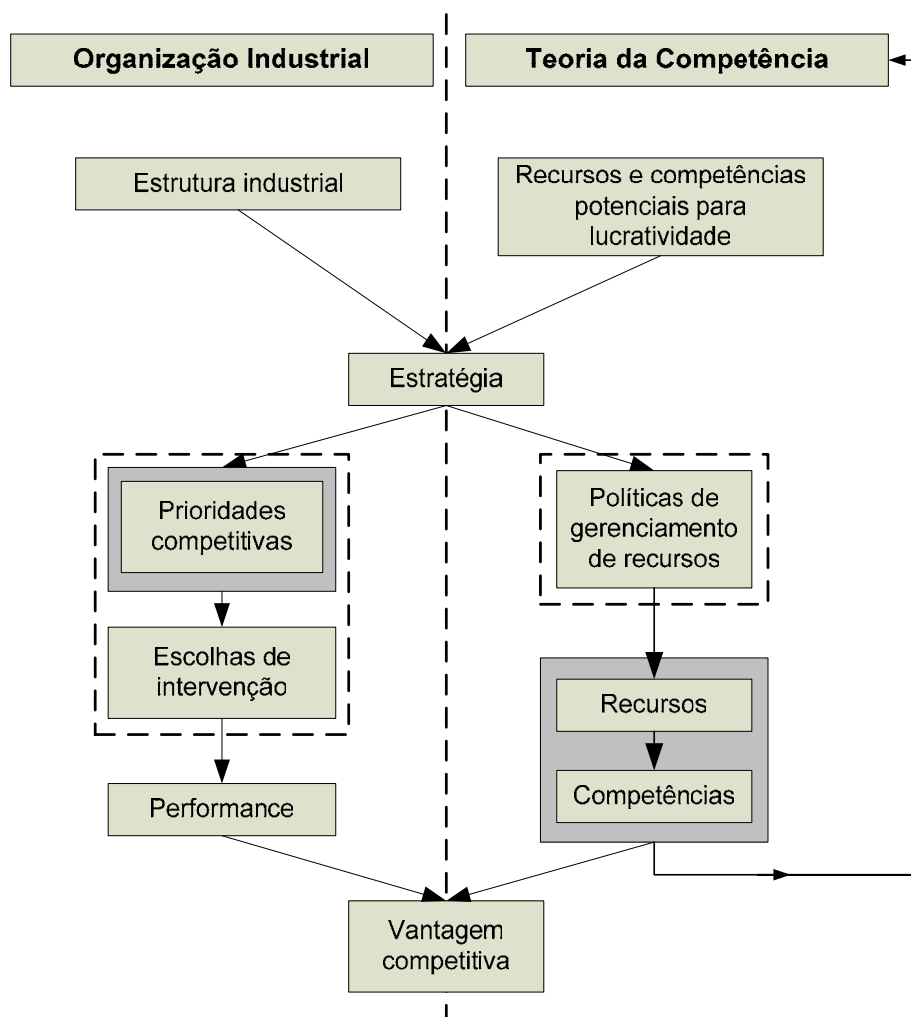 Organização Industrial
Teoria da Competência
Estrutura industrial
Recursos e competências
potenciais para
lucratividade
Estratégia
Prioridades
competitivas
Políticas de
gerenciamento
de recursos
Escolhas de
intervenção
Recursos
Performance
Competências
Vantagem
competitiva